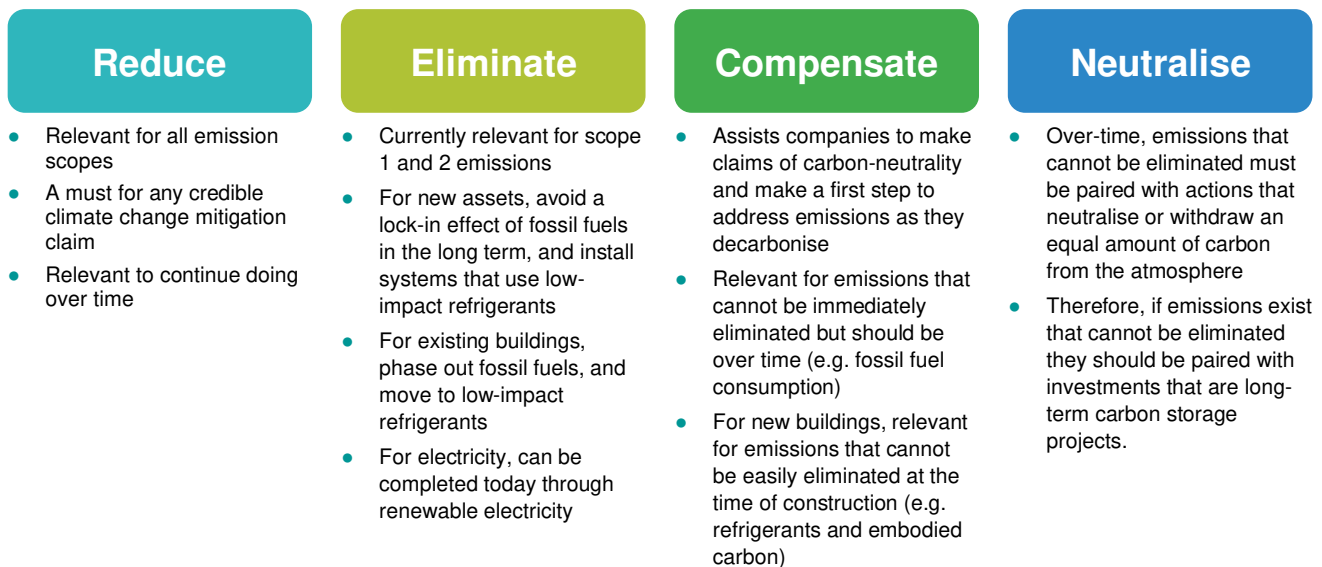 Reduce
Relevant for all emission
scopes
A must for any credible
climate change mitigation
claim
Relevant to continue doing
over time
Eliminate
Currently relevant for scope
1 and 2 emissions
For new assets, avoid a
lock-in effect of fossil fuels
in the long term, and install
systems that use low-
impact refrigerants
For existing buildings,
phase out fossil fuels, and
move to low-impact
refrigerants
For electricity, can be
completed today through
renewable electricity
Compensate
Assists companies to make
claims of carbon-neutrality
and make a first step to
address emissions as they
decarbonise
Relevant for emissions that
cannot be immediately
eliminated but should be
over time (e.g. fossil fuel
consumption)
For new buildings, relevant
for emissions that cannot
be easily eliminated at the
time of construction (e.g.
refrigerants and embodied
carbon)
Neutralise
Over-time, emissions that
cannot be eliminated must
be paired with actions that
neutralise or withdraw an
equal amount of carbon
from the atmosphere
Therefore, if emissions exist
that cannot be eliminated
they should be paired with
investments that are long-
term carbon storage
projects.